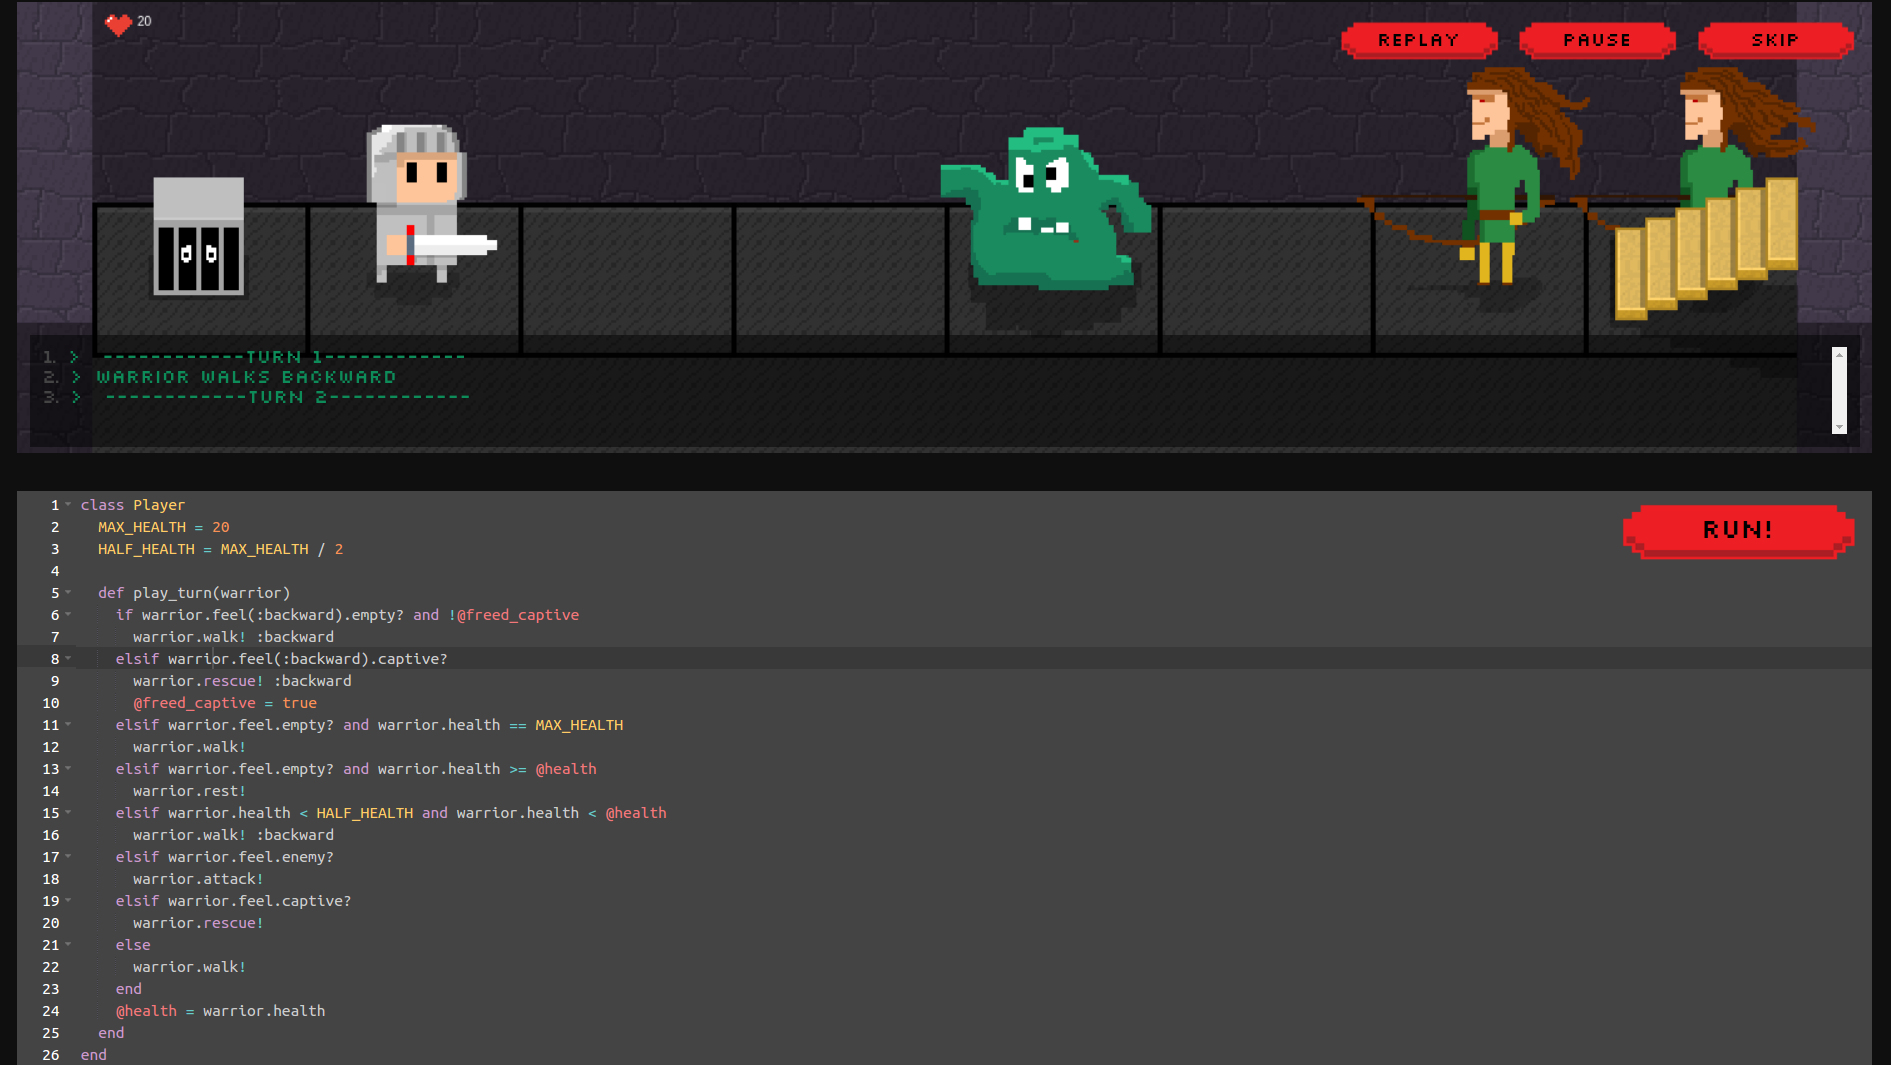 20
REPLAY
PAUSE
SKIP
1. > ------------TURN 1------------
2. > WARRIOR WALKS BACKWARD
3. > ------------TURN 2------------
RUN!
1 class Player
2   MAX_HEALTH = 20
3   HALF_HEALTH = MAX_HEALTH / 2
4
5   def play_turn(warrior)
6     if warrior.feel(:backward).empty? and !@freed_captive
7       warrior.walk! :backward
8     elsif warrior.feel(:backward).captive?
9       warrior.rescue! :backward
10       @freed_captive = true
11     elsif warrior.feel.empty? and warrior.health == MAX_HEALTH
12       warrior.walk!
13     elsif warrior.feel.empty? and warrior.health >= @health
14       warrior.rest!
15     elsif warrior.health < HALF_HEALTH and warrior.health < @health
16       warrior.walk! :backward
17     elsif warrior.feel.enemy?
18       warrior.attack!
19     elsif warrior.feel.captive?
20       warrior.rescue!
21     else
22       warrior.walk!
23     end
24     @health = warrior.health
25   end
26 end